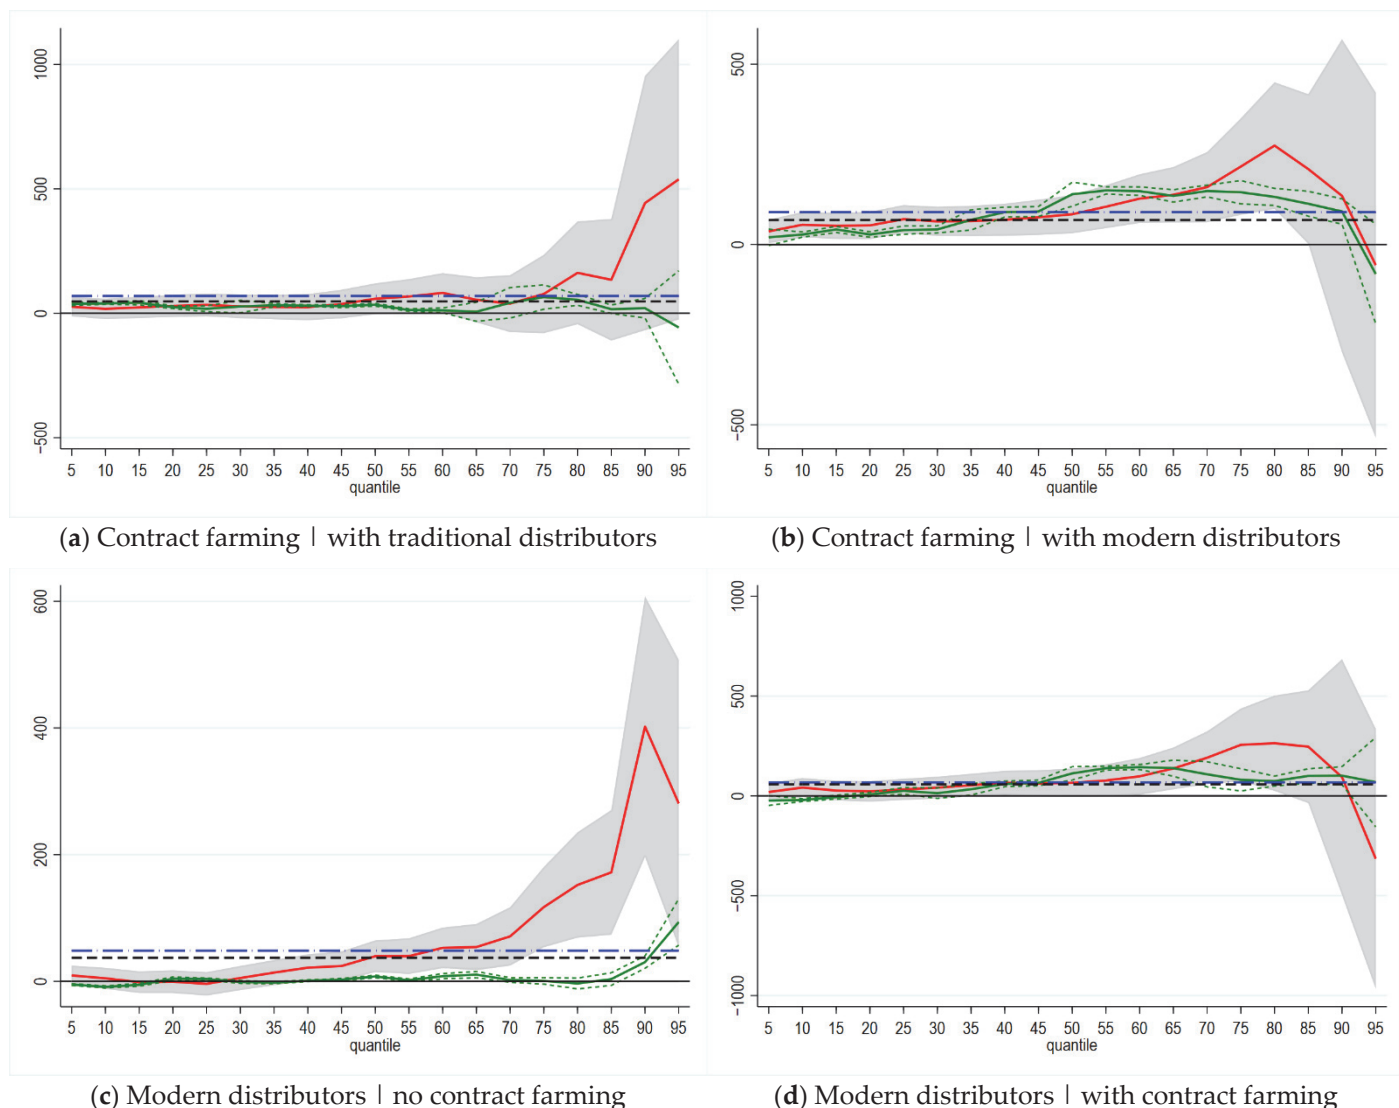 1000
500
0
−500
5 10 15 20 25 30 35 40 45 50 55 60 65 70 75 80 85 90 95
quantile
500
0
−500
5 10 15 20 25 30 35 40 45 50 55 60 65 70 75 80 85 90 95
quantile
(a) Contract farming | with traditional distributors
(b) Contract farming | with modern distributors
600
400
200
0
5 10 15 20 25 30 35 40 45 50 55 60 65 70 75 80 85 90 95
quantile
1000
500
0
−500
−1000
5 10 15 20 25 30 35 40 45 50 55 60 65 70 75 80 85 90 95
quantile
(c) Modern distributors | no contract farming
(d) Modern distributors | with contract farming